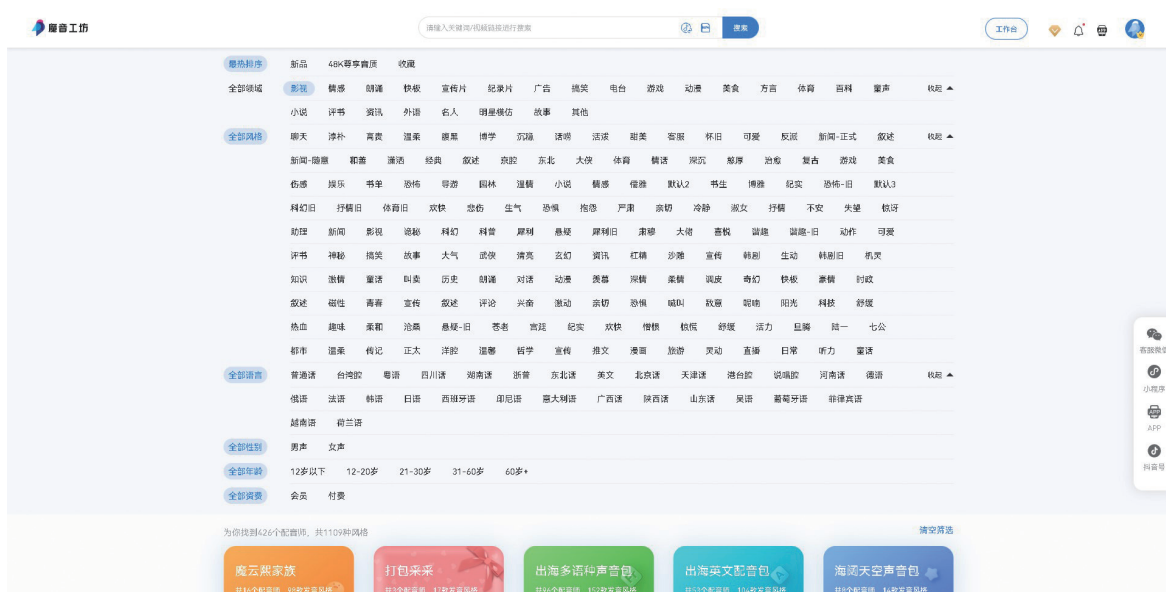 魔音工坊
请输入关键词/视频链接进行搜索
搜索
工作台
最热排序 新品 48K尊享音质 收藏
全部领域 影视 情感 朗诵 快板 宣传片 纪录片 广告 搞笑 电台 游戏 动漫 美食 方言 体育 百科 童声 收起
小说 评书 资讯 外语 名人 明星模仿 故事 其他
全部风格 聊天 淳朴 高贵 温柔 腹黑 博学 沉稳 话唠 活泼 甜美 客服 怀旧 可爱 反派 新闻-正式 叙述 收起
新闻-随意 和善 潇洒 经典 叙述 京腔 东北 大侠 体育 情话 深沉 憨厚 治愈 复古 游戏 美食
伤感 娱乐 书单 恐怖 导游 园林 温情 小说 情感 儒雅 默认2 书生 博雅 纪实 恐怖-旧 默认3
科幻旧 抒情旧 体育旧 欢快 悲伤 生气 恐惧 抱怨 严肃 亲切 冷静 淑女 抒情 不安 失望 惊讶
助理 新闻 影视 诡秘 科幻 科普 犀利 悬疑 犀利旧 肃穆 大佬 喜悦 谐趣 谐趣-旧 动作 可爱
评书 神秘 搞笑 故事 大气 武侠 清亮 玄幻 资讯 杠精 沙雕 宣传 韩剧 生动 韩剧旧 机灵
知识 激情 童话 叫卖 历史 朗诵 对话 动漫 羡慕 深情 柔情 调皮 奇幻 快板 豪情 时政
叙述 磁性 青春 宣传 叙述 评论 兴奋 激动 亲切 恐惧 嘶叫 敌意 呢喃 阳光 科技 舒缓
热血 趣味 柔和 沧桑 悬疑-旧 苍老 宫廷 纪实 欢快 憎恨 惊慌 舒缓 活力 旦腾 陆一 七公
都市 温柔 传记 正太 洋腔 温馨 哲学 宣传 推文 漫画 旅游 灵动 直播 日常 听力 童话
全部语言 普通话 台湾腔 粤语 四川话 湖南话 浙普 东北话 英文 北京话 天津话 港台腔 说唱腔 河南话 德语 收起
俄语 法语 韩语 日语 西班牙语 印尼语 意大利语 广西话 陕西话 山东话 吴语 葡萄牙语 菲律宾语
越南语 荷兰语
全部性别 男声 女声
全部年龄 12岁以下 12-20岁 21-30岁 31-60岁 60岁+
全部资费 会员 付费
客服微信
小程序
APP
抖音号
为你找到426个配音师，共1109种风格 清空筛选
魔云熙家族 打包采采 出海多语种声音包 出海英文配音包 海阔天空声音包